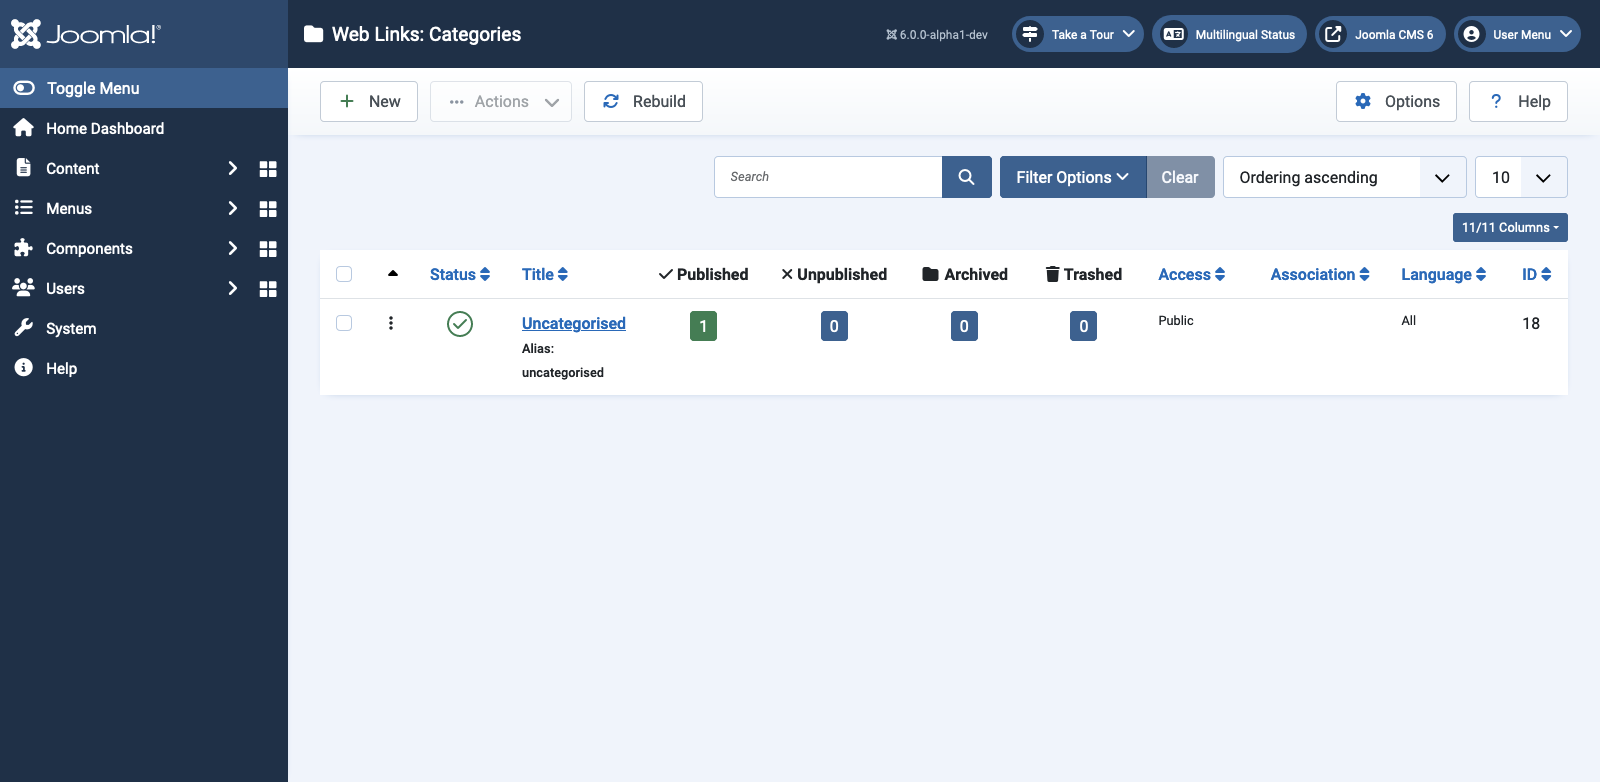 Joomla!
Web Links: Categories
6.0.0-alpha1-dev
Take a Tour
Multilingual Status
Joomla CMS 6
User Menu
Toggle Menu
Home Dashboard
Content
Menus
Components
Users
System
Help
New
Actions
Rebuild
Options
? Help
Search
Filter Options
Clear
Ordering ascending
10
11/11 Columns
Status Title Published Unpublished Archived Trashed Access Association Language ID
Uncategorised 1 0 0 0 Public All 18
Alias:
uncategorised